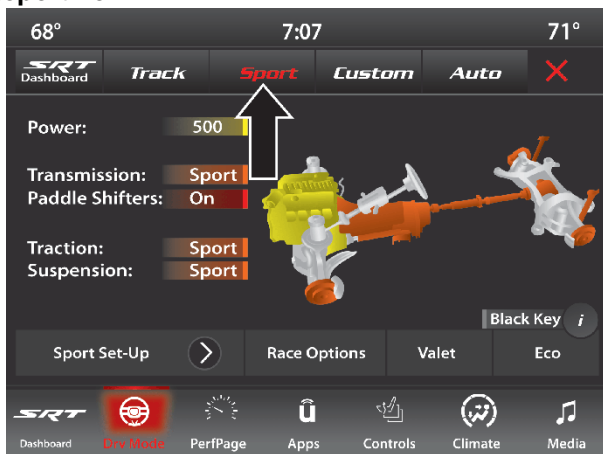 68° 7:07 71°
SRT Dashboard Track Sport Custom Auto X
Power: 500
Transmission: Sport
Paddle Shifters: On
Traction: Sport
Suspension: Sport
Black Key i
Sport Set-Up > Race Options Valet Eco
SRT
Dashboard Drv Mode PerfPage Apps Controls Climate Media